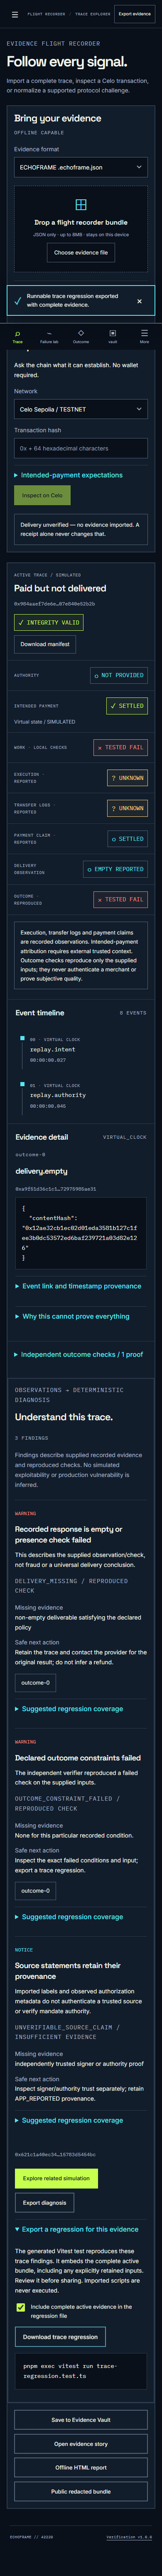 FLIGHT RECORDER / TRACE EXPLORER
Export evidence
EVIDENCE FLIGHT RECORDER
Follow every signal.
Import a complete trace, inspect a Celo transaction,
or normalize a supported protocol challenge.
Bring your evidence
OFFLINE CAPABLE
Evidence format
ECHOFRAME .echoframe.json
Drop a flight recorder bundle
JSON only · up to 8MB · stays on this device
Choose evidence file
Runnable trace regression exported
with complete evidence.
Trace
Failure lab
Outcome
vault
More
Ask the chain what it can establish. No wallet
required.
Network
Celo Sepolia / TESTNET
Transaction hash
0x + 64 hexadecimal characters
Intended-payment expectations
Inspect on Celo
Delivery unverified — no evidence imported. A
receipt alone never changes that.
ACTIVE TRACE / SIMULATED
Paid but not delivered
✓ INTEGRITY VALID
Download manifest
AUTHORITY
○ NOT PROVIDED
INTENDED PAYMENT
✓ SETTLED
Virtual state / SIMULATED
WORK · LOCAL CHECKS
× TESTED FAIL
EXECUTION ·
REPORTED
? UNKNOWN
TRANSFER LOGS ·
REPORTED
? UNKNOWN
PAYMENT CLAIM ·
REPORTED
○ SETTLED
DELIVERY
OBSERVATION
○ EMPTY REPORTED
OUTCOME ·
REPRODUCED
× TESTED FAIL
Execution, transfer logs and payment claims
are recorded observations. Intended-payment
attribution requires external trusted context.
Outcome checks reproduce only the supplied
inputs; they never authenticate a merchant or
prove subjective quality.
Event timeline
8 EVENTS
00 · VIRTUAL CLOCK
replay.intent
00:00:00.027
01 · VIRTUAL CLOCK
replay.authority
00:00:00.046
Evidence detail
VIRTUAL_CLOCK
outcome-0
delivery.empty
{
"contentHash":
"0x12ae32cb1ec02d01eda3581b127c1f
ee3b0dc53572ed6baf239721a03d82e12
6"
}
Event link and timestamp provenance
Why this cannot prove everything
Independent outcome checks / 1 proof
OBSERVATIONS → DETERMINISTIC
DIAGNOSIS
Understand this trace.
3 FINDINGS
Findings describe supplied recorded evidence
and reproduced checks. No simulated
exploitability or production vulnerability is
inferred.
WARNING
Recorded response is empty or
presence check failed
This describes the supplied observation/check,
not fraud or a universal delivery conclusion.
DELIVERY_MISSING / REPRODUCED
CHECK
Missing evidence
non-empty deliverable satisfying the declared
policy
Safe next action
Retain the trace and contact the provider for the
original result; do not infer a refund.
outcome-0
Suggested regression coverage
WARNING
Declared outcome constraints failed
The independent verifier reproduced a failed
check on the supplied inputs.
OUTCOME_CONSTRAINT_FAILED /
REPRODUCED CHECK
Missing evidence
None for this particular recorded condition.
Safe next action
Inspect the exact failed conditions and input;
export a trace regression.
outcome-0
Suggested regression coverage
NOTICE
Source statements retain their
provenance
Imported labels and observed authorization
metadata do not authenticate a trusted source
or verify mandate authority.
UNVERIFIABLE_SOURCE_CLAIM /
INSUFFICIENT EVIDENCE
Missing evidence
independently trusted signer or authority proof
Safe next action
Inspect signer/authority trust separately; retain
APP_REPORTED provenance.
Suggested regression coverage
Explore related simulation
Export diagnosis
Export a regression for this evidence
The generated Vitest test reproduces these
trace findings. It embeds the complete active
bundle, including any explicitly retained inputs.
Review it before sharing. Imported scripts are
never executed.
Include complete active evidence in the
regression file
Download trace regression
pnpm exec vitest run trace-
regression.test.ts
Save to Evidence Vault
Open evidence story
Offline HTML report
Public redacted bundle